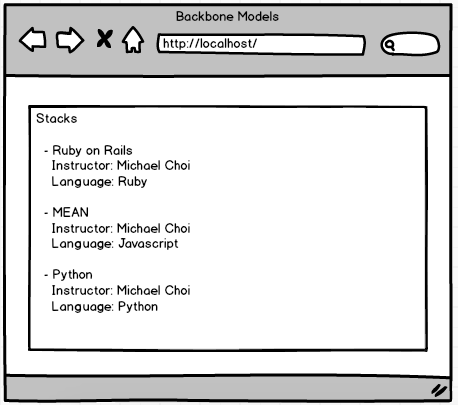 Backbone Models
http://localhost/
Stacks
- Ruby on Rails
Instructor: Michael Choi
Language: Ruby
- MEAN
Instructor: Michael Choi
Language: Javascript
- Python
Instructor: Michael Choi
Language: Python